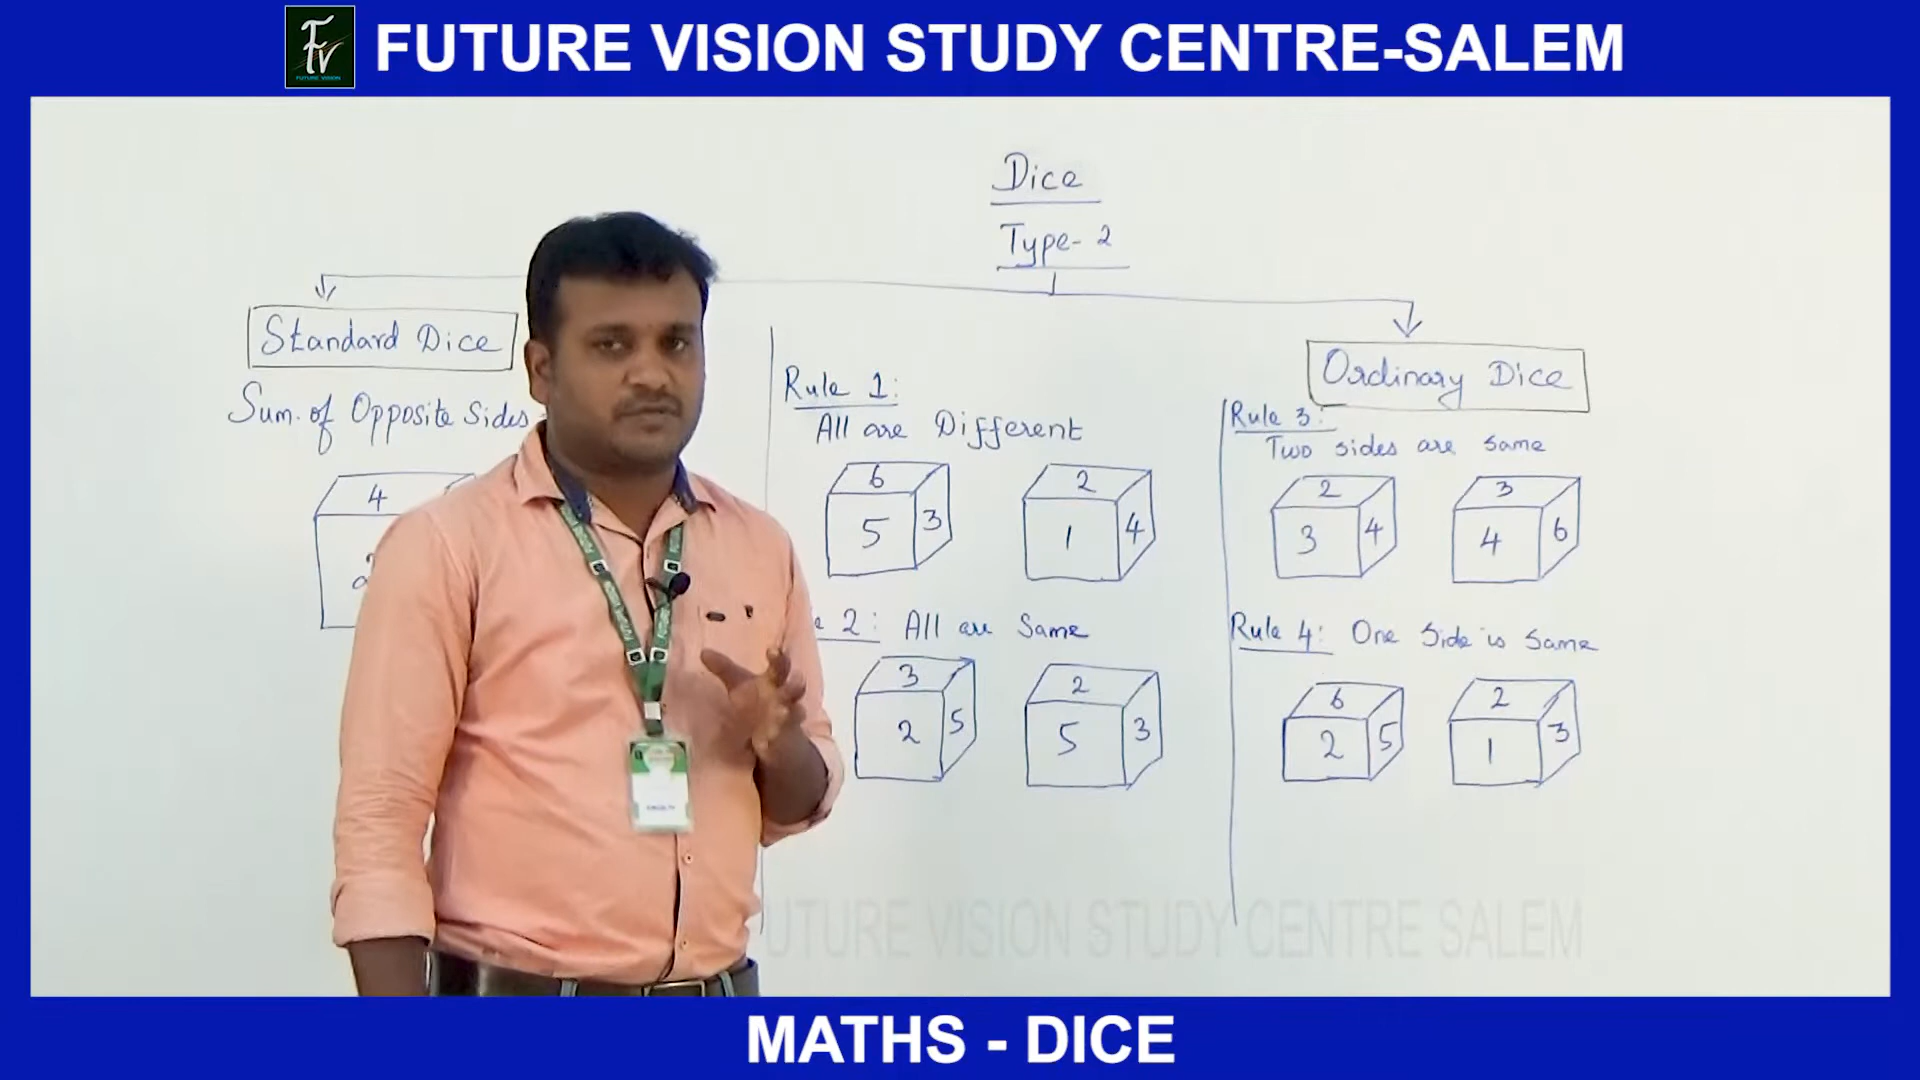 FV
FUTURE VISION
FUTURE VISION STUDY CENTRE-SALEM
Dice
Type-2
Standard Dice
Sum. of Opposite Sides
4
Rule 1:
All are Different
6
5
3
2
1
4
2: All are Same
3
2
5
2
5
3
Ordinary Dice
Rule 3:
Two sides are same
2
3
4
3
4
6
Rule 4: One Side is Same
6
2
5
2
1
3
UTURE VISION STUDY CENTRE SALEM
MATHS - DICE